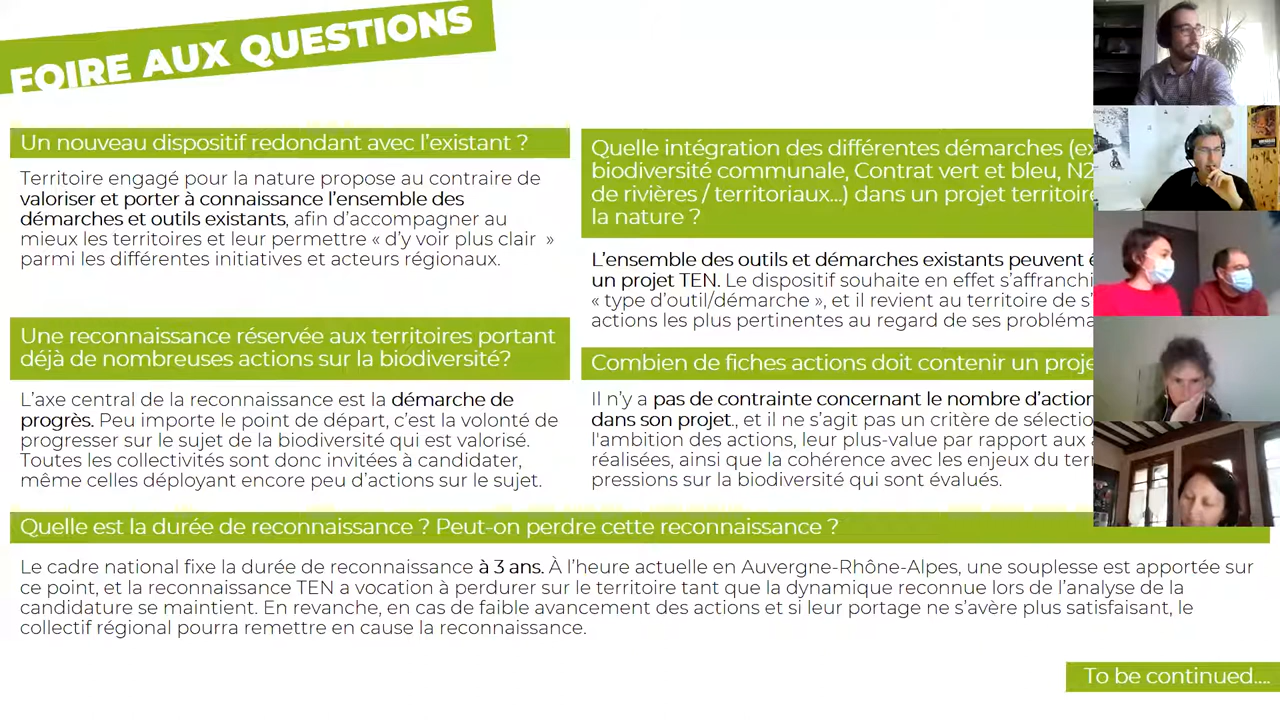 FOIRE AUX QUESTIONS
Un nouveau dispositif redondant avec l'existant ?
Territoire engagé pour la nature propose au contraire de
valoriser et porter à connaissance l'ensemble des
démarches et outils existants, afin d'accompagner au
mieux les territoires et leur permettre « d'y voir plus clair »
parmi les différentes initiatives et acteurs régionaux.
Une reconnaissance réservée aux territoires portant
déjà de nombreuses actions sur la biodiversité?
L'axe central de la reconnaissance est la démarche de
progrès. Peu importe le point de départ, c'est la volonté de
progresser sur le sujet de la biodiversité qui est valorisé.
Toutes les collectivités sont donc invitées à candidater,
même celles déployant encore peu d'actions sur le sujet.
Quelle intégration des différentes démarches (ex
biodiversité communale, Contrat vert et bleu, N2
de rivières / territoriaux...) dans un projet territoire
la nature ?
L'ensemble des outils et démarches existants peuvent
un projet TEN. Le dispositif souhaite en effet s'affranchi
« type d'outil/démarche », et il revient au territoire de s'
actions les plus pertinentes au regard de ses probléma
Combien de fiches actions doit contenir un proje
Il n'y a pas de contrainte concernant le nombre d'action
dans son projet., et il ne s'agit pas un critère de sélectio
l'ambition des actions, leur plus-value par rapport aux
réalisées, ainsi que la cohérence avec les enjeux du terr
pressions sur la biodiversité qui sont évalués.
Quelle est la durée de reconnaissance ? Peut-on perdre cette reconnaissance ?
Le cadre national fixe la durée de reconnaissance à 3 ans. À l'heure actuelle en Auvergne-Rhône-Alpes, une souplesse est apportée sur
ce point, et la reconnaissance TEN a vocation à perdurer sur le territoire tant que la dynamique reconnue lors de l'analyse de la
candidature se maintient. En revanche, en cas de faible avancement des actions et si leur portage ne s'avère plus satisfaisant, le
collectif régional pourra remettre en cause la reconnaissance.
To be continued....